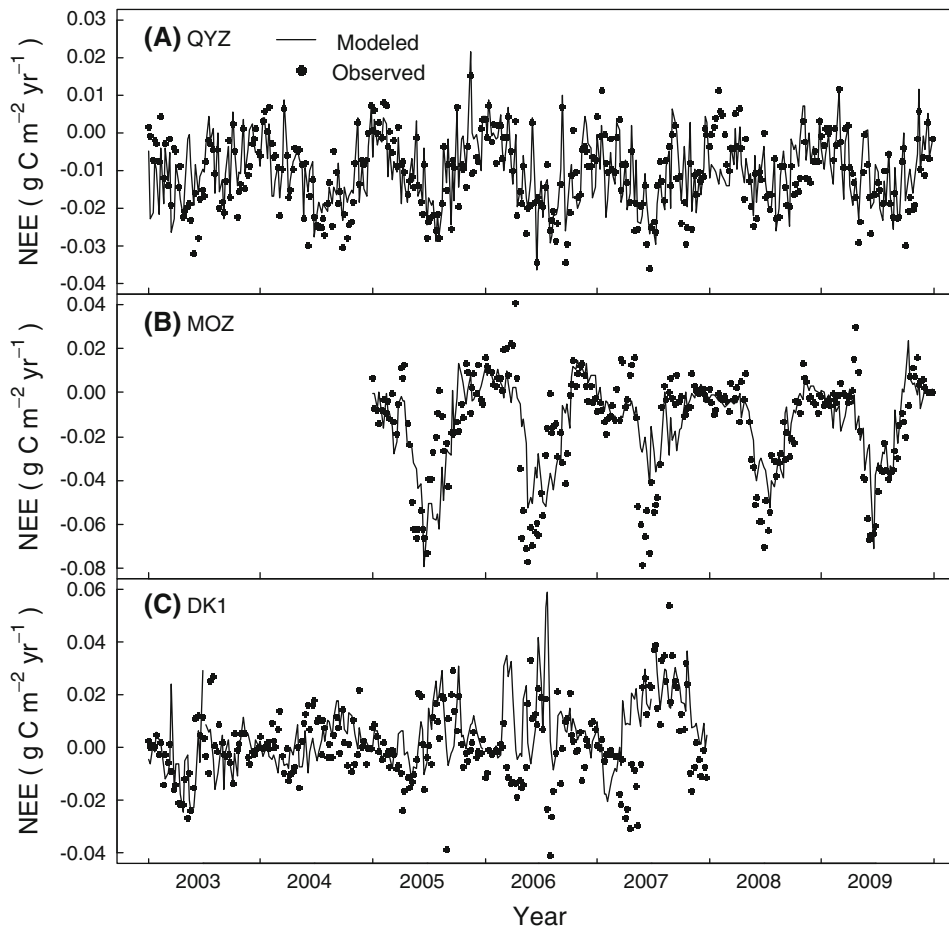 (A) QYZ
Modeled
Observed
0.03
0.02
0.01
0.00
-0.01
-0.02
-0.03
-0.04
NEE ( g C m⁻² yr⁻¹ )
(B) MOZ
0.04
0.02
0.00
-0.02
-0.04
-0.06
-0.08
NEE ( g C m⁻² yr⁻¹ )
(C) DK1
0.06
0.04
0.02
0.00
-0.02
-0.04
NEE ( g C m⁻² yr⁻¹ )
2003 2004 2005 2006 2007 2008 2009
Year